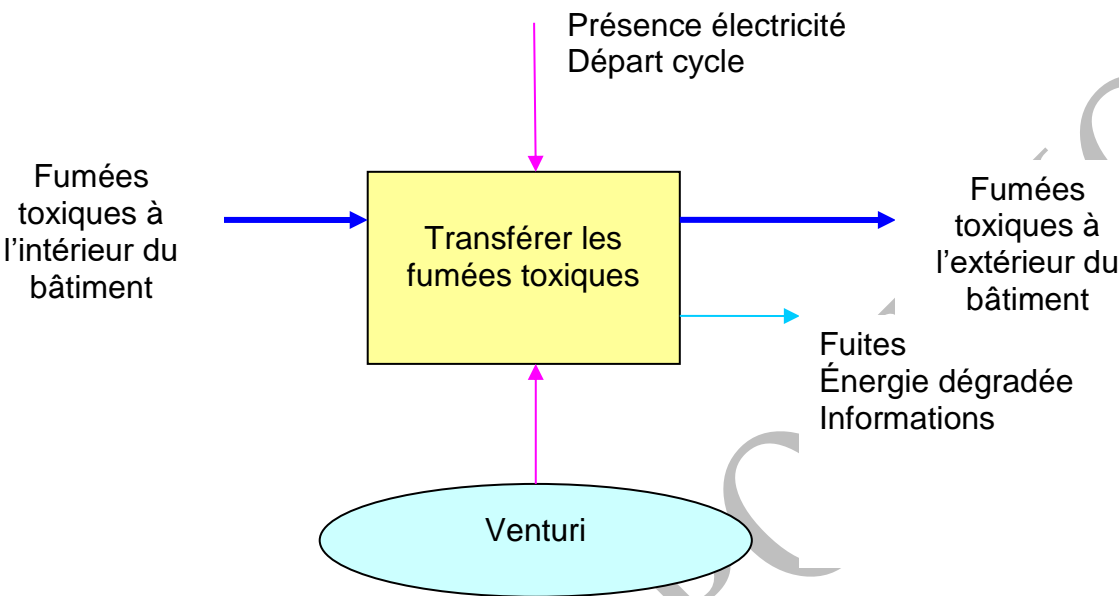 Présence électricité
Départ cycle
Fumées
toxiques à
l’intérieur du
bâtiment
Transférer les
fumées toxiques
Fumées
toxiques à
l’extérieur du
bâtiment
Fuites
Énergie dégradée
Informations
Venturi